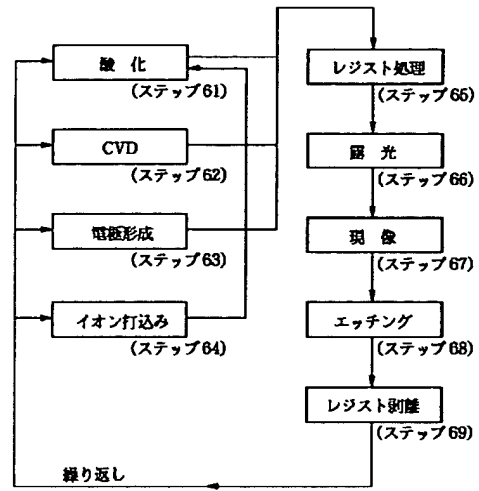 酸 化
(ステップ61)
CVD
(ステップ62)
電極形成
(ステップ63)
イオン打込み
(ステップ64)
レジスト処理
(ステップ65)
露 光
(ステップ66)
現 像
(ステップ67)
エッチング
(ステップ68)
レジスト剥離
(ステップ69)
繰り返し